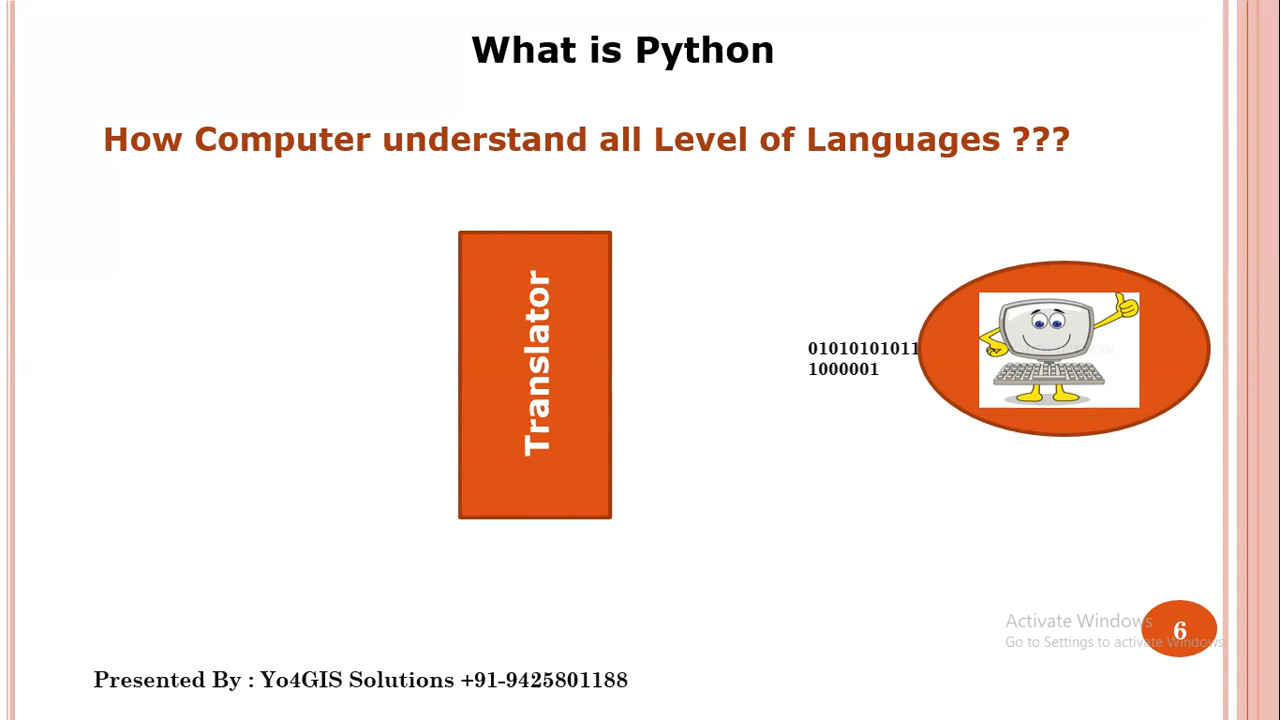 What is Python
How Computer understand all Level of Languages ???
Translator
01010101011
1000001
Activate Windows
Go to Settings to activate Windows.
6
Presented By : Yo4GIS Solutions +91-9425801188